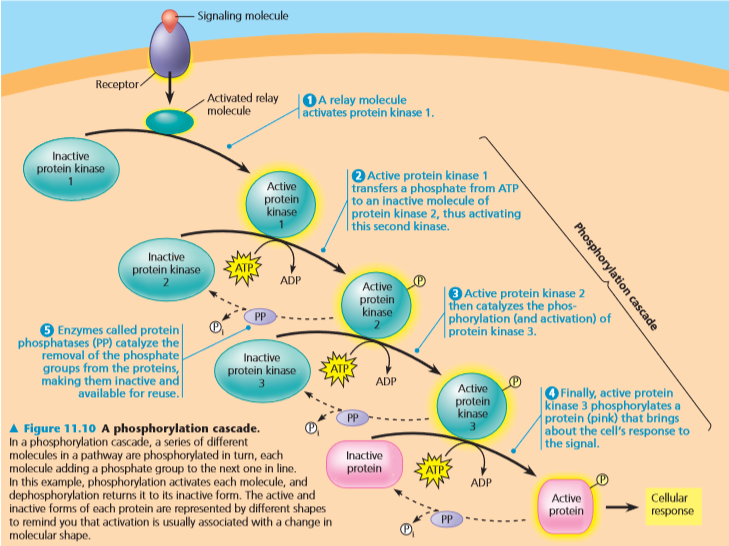 Signaling molecule
Receptor
Activated relay
molecule
1 A relay molecule
activates protein kinase 1.
Inactive
protein kinase
1
Active
protein
kinase
1
2 Active protein kinase 1
transfers a phosphate from ATP
to an inactive molecule of
protein kinase 2, thus activating
this second kinase.
Phosphorylation cascade
Inactive
protein kinase
2
ATP
ADP
Active
protein
kinase
2
P
3 Active protein kinase 2
then catalyzes the phos-
phorylation (and activation) of
protein kinase 3.
PP
Pi
5 Enzymes called protein
phosphatases (PP) catalyze the
removal of the phosphate
groups from the proteins,
making them inactive and
available for reuse.
Inactive
protein kinase
3
ATP
ADP
Active
protein
kinase
3
P
4 Finally, active protein
kinase 3 phosphorylates a
protein (pink) that brings
about the cell's response to
the signal.
PP
Pi
Inactive
protein
ATP
ADP
Active
protein
P
Cellular
response
PP
Pi
▲ Figure 11.10 A phosphorylation cascade.
In a phosphorylation cascade, a series of different
molecules in a pathway are phosphorylated in turn, each
molecule adding a phosphate group to the next one in line.
In this example, phosphorylation activates each molecule, and
dephosphorylation returns it to its inactive form. The active and
inactive forms of each protein are represented by different shapes
to remind you that activation is usually associated with a change in
molecular shape.